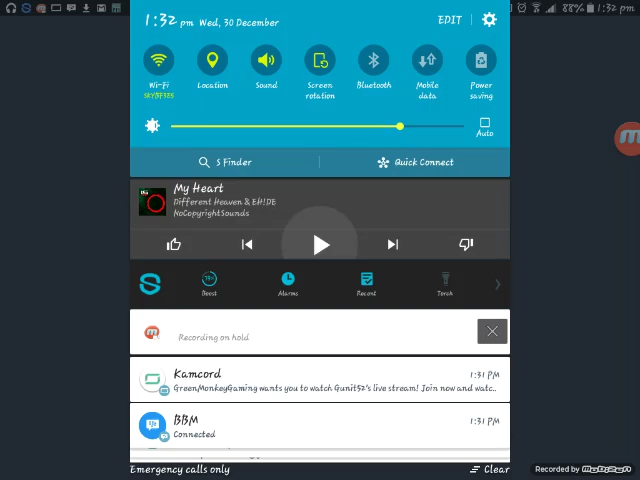 88% 1:32 pm
1:32 pm Wed, 30 December EDIT
Wi-Fi Location Sound Screen rotation Bluetooth Mobile data Power saving
SKYBF325
Auto
S Finder Quick Connect
My Heart
Different Heaven & EH!DE
NoCopyrightSounds
Boost Alarms Recent Torch
Recording on hold
Kamcord 1:31 PM
GreenMonkeyGaming wants you to watch Gunit52's live stream! Join now and watc..
BBM 1:31 PM
Connected
Emergency calls only Clear
Recorded by Mobizen